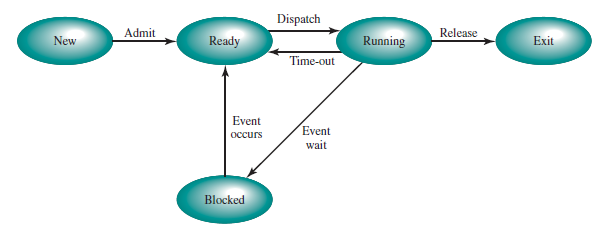 Dispatch
New
Admit
Ready
Running
Release
Exit
Time-out
Event
occurs
Event
wait
Blocked